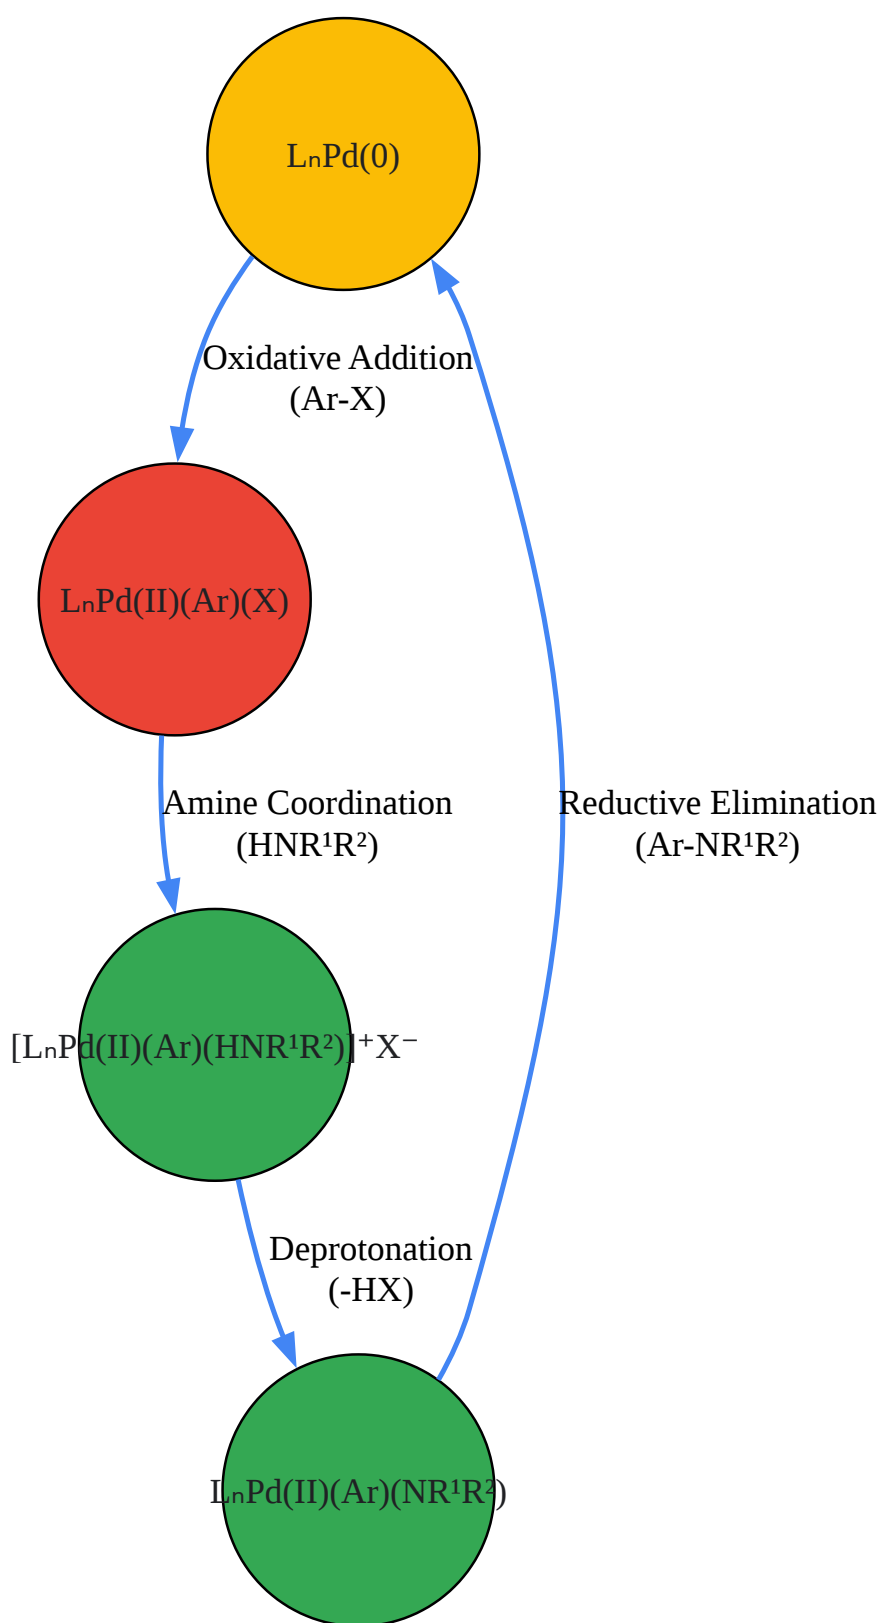 LₙPd(0)
Oxidative Addition
(Ar-X)
LₙPd(II)(Ar)(X)
Amine Coordination
(HNR¹R²)
Reductive Elimination
(Ar-NR¹R²)
[LₙPd(II)(Ar)(HNR¹R²)]⁺X⁻
Deprotonation
(-HX)
LₙPd(II)(Ar)(NR¹R²)